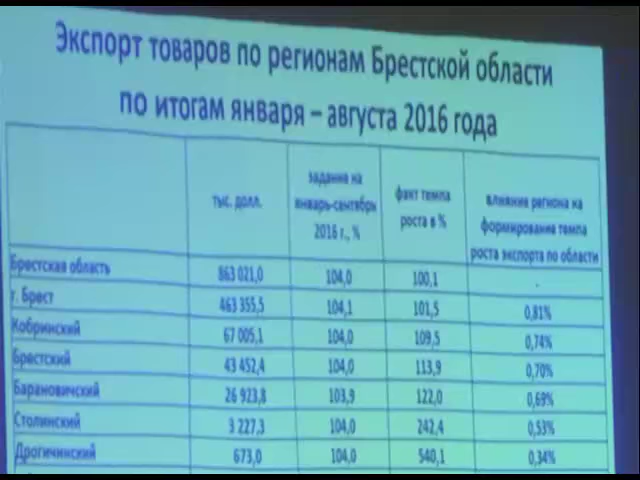 Экспорт товаров по регионам Брестской области
по итогам января – августа 2016 года
тыс. долл.
задание на
январь-сентябрь
2016 г., %
факт темпа
роста в %
влияние региона на
формирование темпа
роста экспорта по области
Брестская область 863 021,0 104,0 100,1 -
г. Брест 463 355,5 104,1 101,5 0,81%
Кобринский 67 005,1 104,0 109,5 0,74%
Брестский 43 452,4 104,0 113,9 0,70%
Барановичский 26 923,8 103,9 122,0 0,69%
Столинский 3 227,3 104,0 242,4 0,53%
Дрогичинский 673,0 104,0 540,1 0,34%